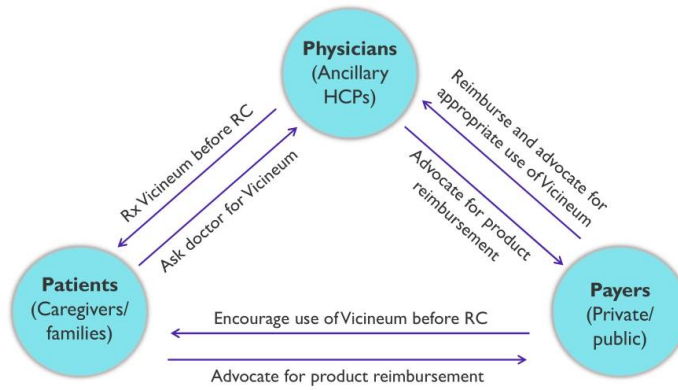 Physicians
(Ancillary
HCPs)
Rx Vicineum before RC
Ask doctor for Vicineum
Reimburse and advocate for
appropriate use of Vicineum
Advocate for product
reimbursement
Patients
(Caregivers/
families)
Encourage use of Vicineum before RC
Advocate for product reimbursement
Payers
(Private/
public)